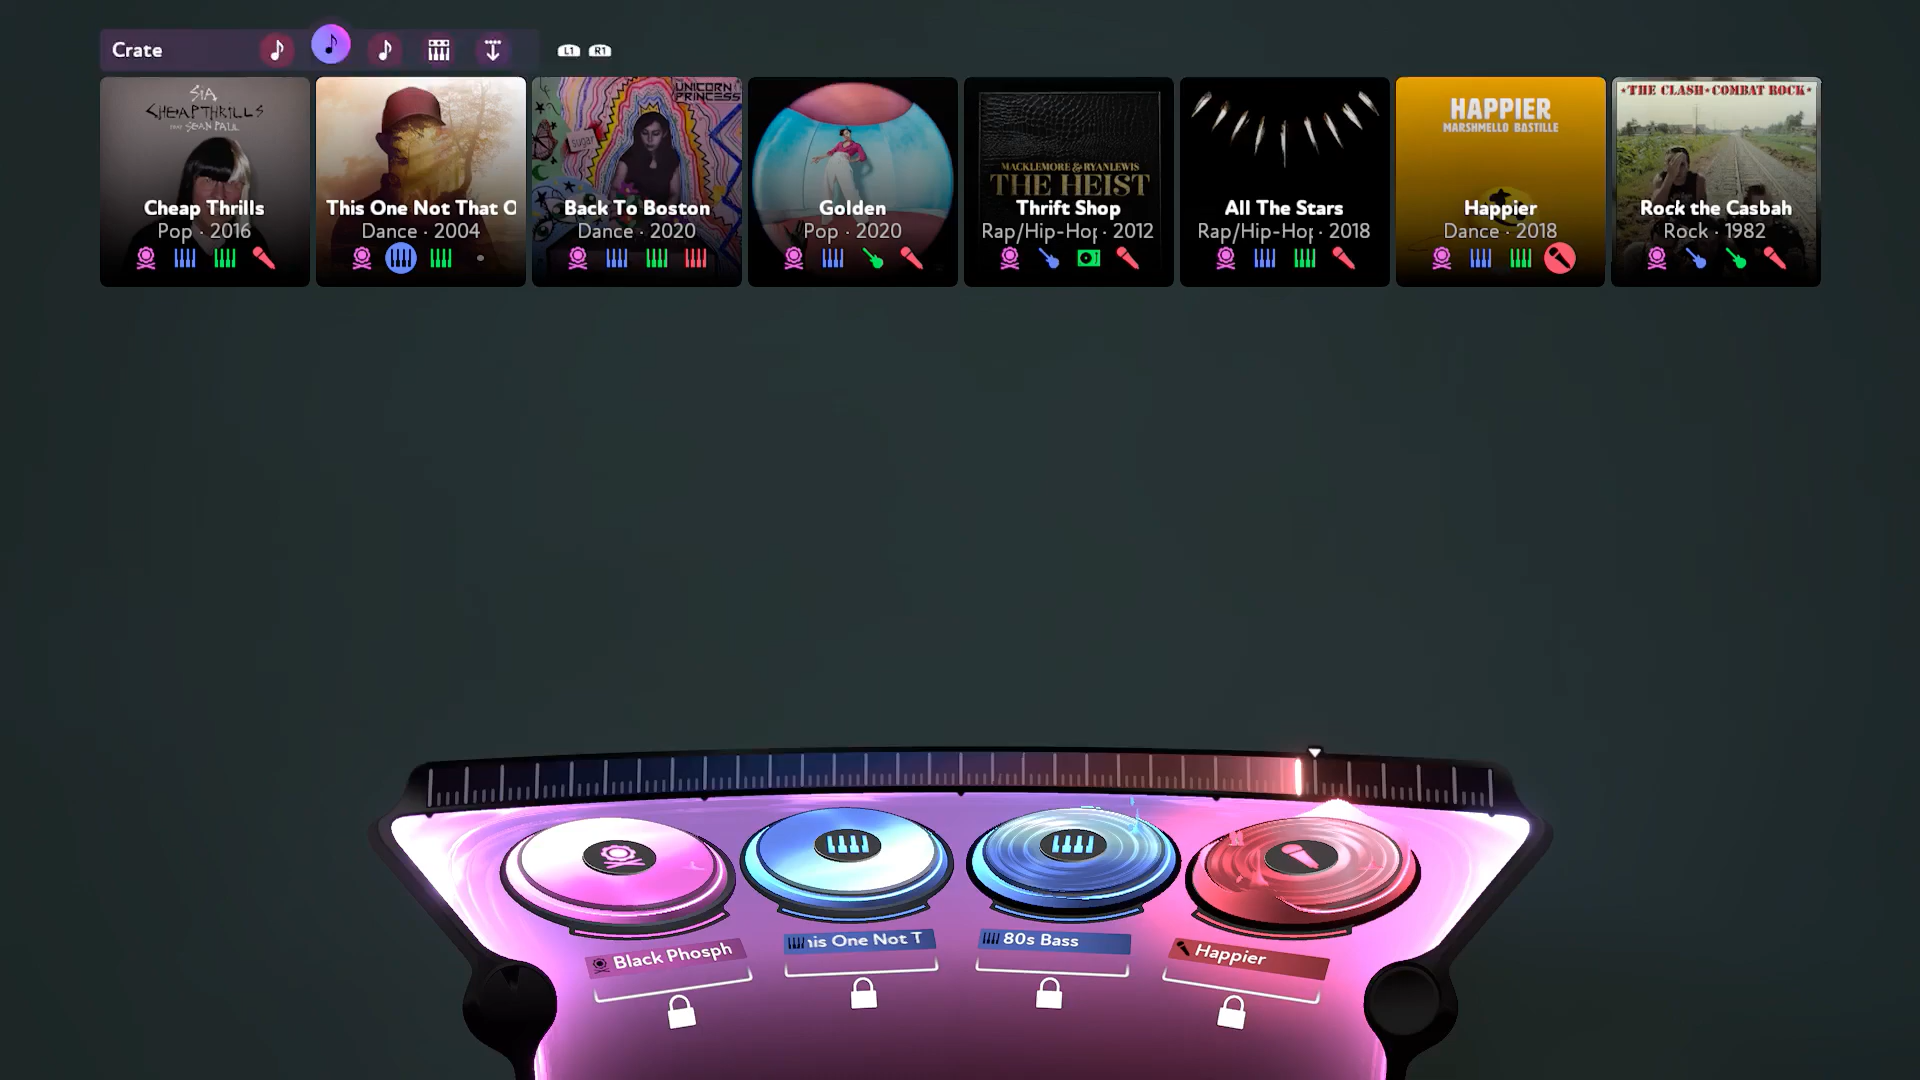 Crate
L1 R1
SIA
CHEAP THRILLS
FEAT. SEAN PAUL
Cheap Thrills
Pop · 2016
This One Not That O
Dance · 2004
UNICORN
PRINCESS
sugar
Back To Boston
Dance · 2020
Golden
Pop · 2020
MACKLEMORE & RYAN LEWIS
THE HEIST
Thrift Shop
Rap/Hip-Hop · 2012
All The Stars
Rap/Hip-Hop · 2018
HAPPIER
MARSHMELLO BASTILLE
Happier
Dance · 2018
★THE CLASH★COMBAT ROCK★
Rock the Casbah
Rock · 1982
Black Phosph
his One Not T
80s Bass
Happier